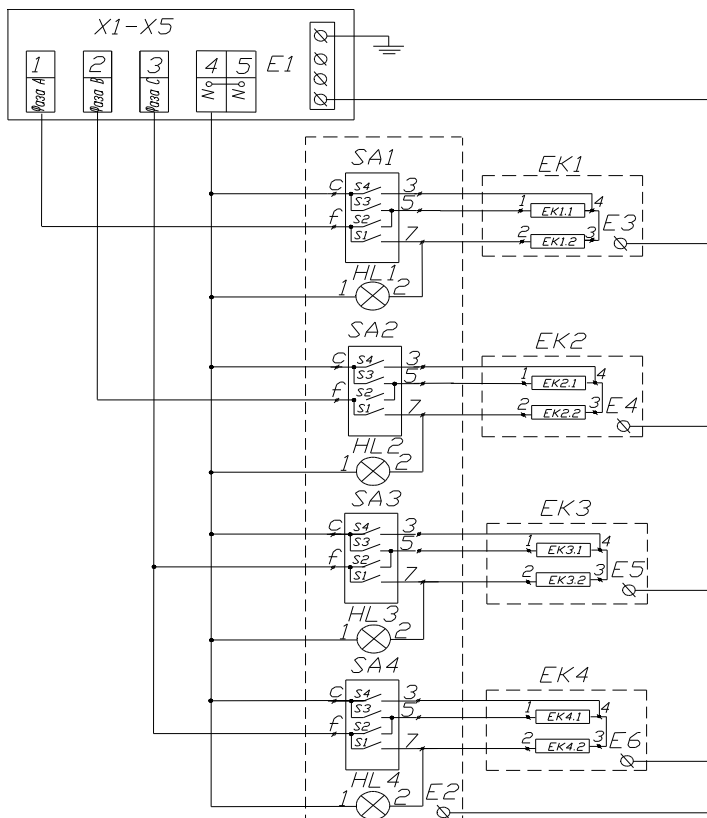 X1-X5
1 2 3 4 5 E1
Фаза A Фаза B Фаза C N N
SA1
EK1
C S4 3
S3 5 1 EK1.1 4
f S2 E3
S1 7 2 EK1.2 3
HL1
1 2
SA2
EK2
C S4 3
S3 5 1 EK2.1 4
f S2 E4
S1 7 2 EK2.2 3
HL2
1 2
SA3
EK3
C S4 3
S3 5 1 EK3.1 4
f S2 E5
S1 7 2 EK3.2 3
HL3
1 2
SA4
EK4
C S4 3
S3 5 1 EK4.1 4
f S2 E6
S1 7 2 EK4.2 3
HL4
1 2 E2